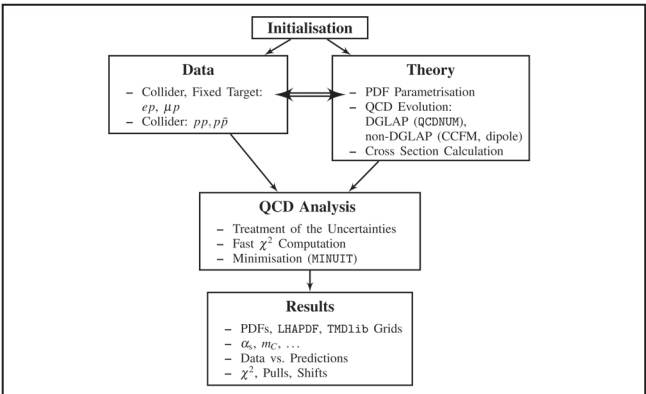 Initialisation
Data
– Collider, Fixed Target:
ep, μp
– Collider: pp, pp̄
Theory
– PDF Parametrisation
– QCD Evolution:
DGLAP (QCDNUM),
non-DGLAP (CCFM, dipole)
– Cross Section Calculation
QCD Analysis
– Treatment of the Uncertainties
– Fast χ² Computation
– Minimisation (MINUIT)
Results
– PDFs, LHAPDF, TMDlib Grids
– αₛ, m_C, …
– Data vs. Predictions
– χ², Pulls, Shifts